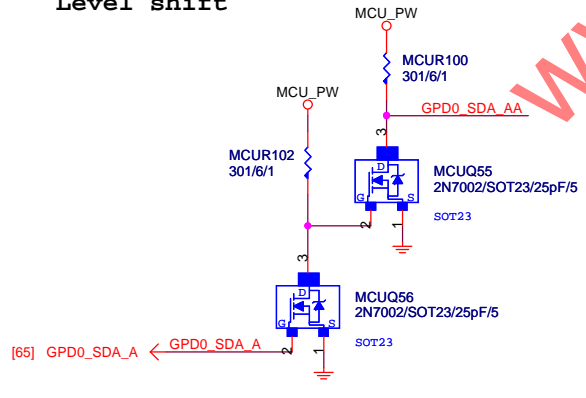 Level shift
MCU_PW
MCUR100
301/6/1
GPD0_SDA_AA
MCU_PW
MCUR102
301/6/1
3
D
G
S
2
1
MCUQ55
2N7002/SOT23/25pF/5
SOT23
3
D
G
S
2
1
MCUQ56
2N7002/SOT23/25pF/5
SOT23
[65] GPD0_SDA_A
GPD0_SDA_A